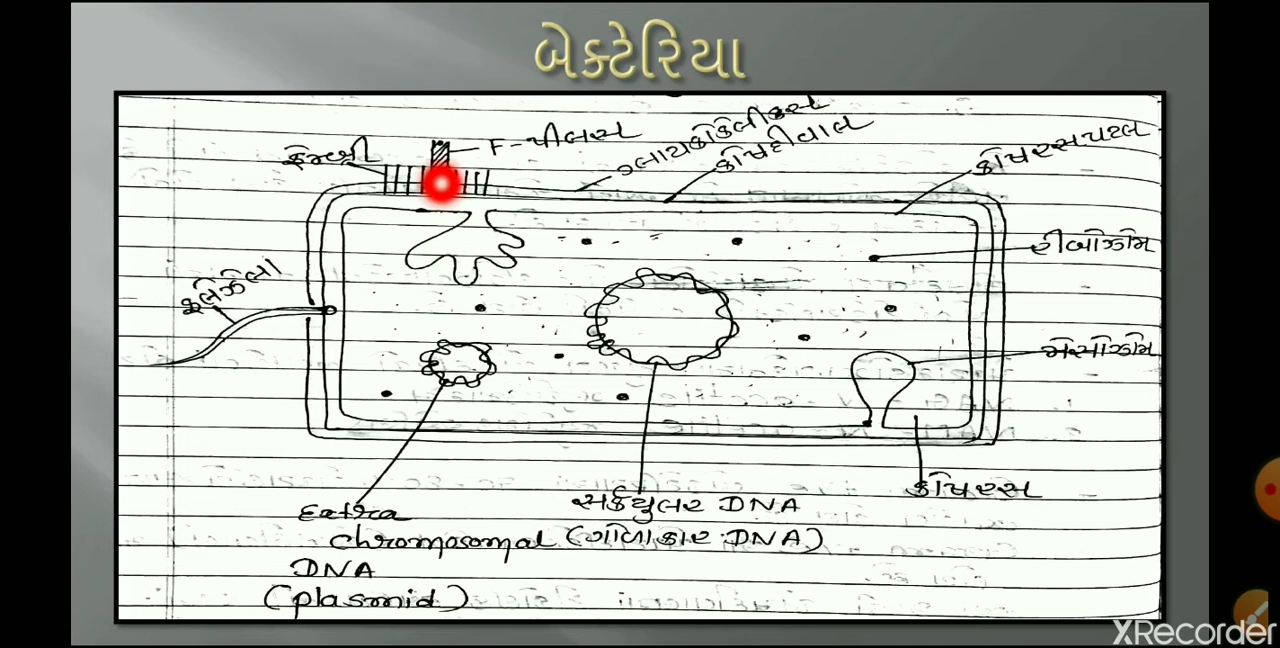 બેક્ટેરિયા
ફિમ્બ્રી
F-પીલસ
ગ્લાયકોકેલીક્સ
કોષદીવાલ
કોષરસપટલ
રીબોઝોમ
ફ્લેજેલા
મેસોઝોમ
કોષરસ
Extra
chromosomal
DNA
(plasmid)
સર્ક્યુલર DNA
(ગોળાકાર DNA)
XRecorder